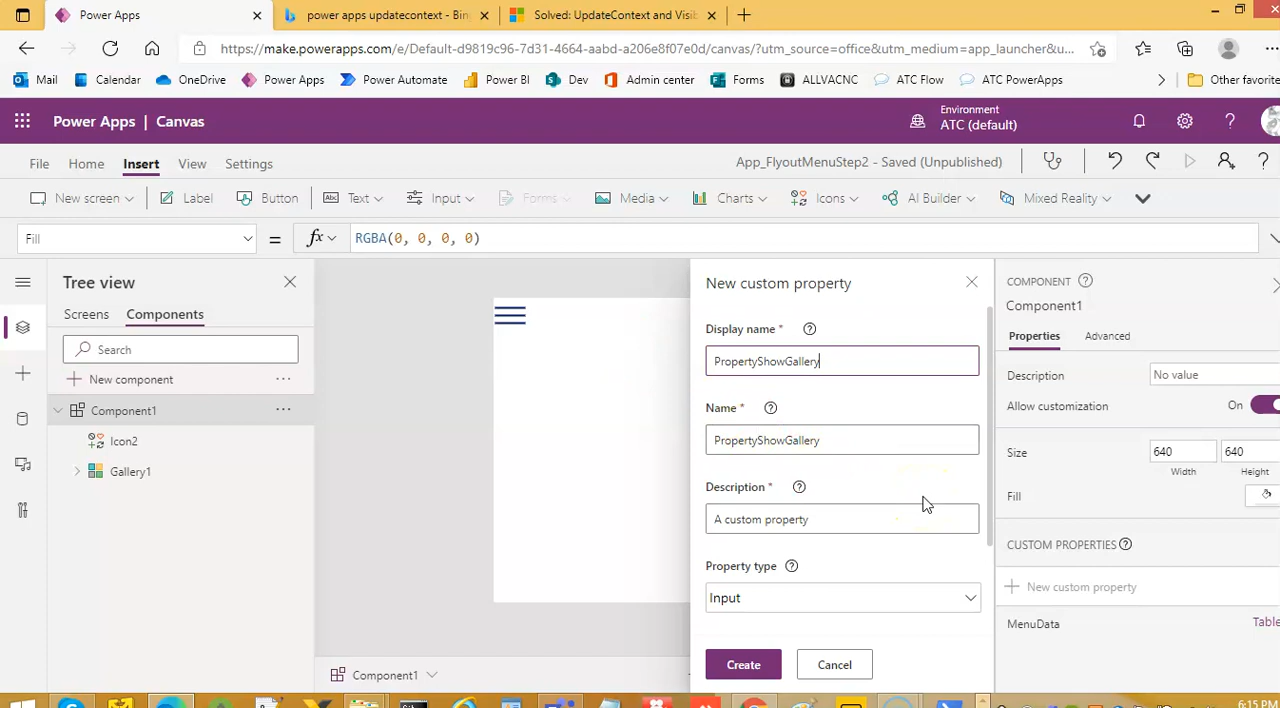 Power Apps
power apps updatecontext - Bin
Solved: UpdateContext and Visib
https://make.powerapps.com/e/Default-d9819c96-7d31-4664-aabd-a206e8f07e0d/canvas/?utm_source=office&utm_medium=app_launcher&u...
Mail
Calendar
OneDrive
Power Apps
Power Automate
Power BI
Dev
Admin center
Forms
ALLVACNC
ATC Flow
ATC PowerApps
Other favorite
Power Apps | Canvas
Environment
ATC (default)
File
Home
Insert
View
Settings
App_FlyoutMenuStep2 - Saved (Unpublished)
New screen
Label
Button
Abc Text
Input
Forms
Media
Charts
Icons
AI Builder
Mixed Reality
Fill
=
fx
RGBA(0, 0, 0, 0)
Tree view
Screens
Components
Search
New component
Component1
Icon2
Gallery1
New custom property
Display name *
PropertyShowGallery
Name *
PropertyShowGallery
Description *
A custom property
Property type
Input
Create
Cancel
COMPONENT
Component1
Properties
Advanced
Description
No value
Allow customization
On
Size
640
640
Width
Height
Fill
CUSTOM PROPERTIES
New custom property
MenuData
Table
Component1
6:15 PM